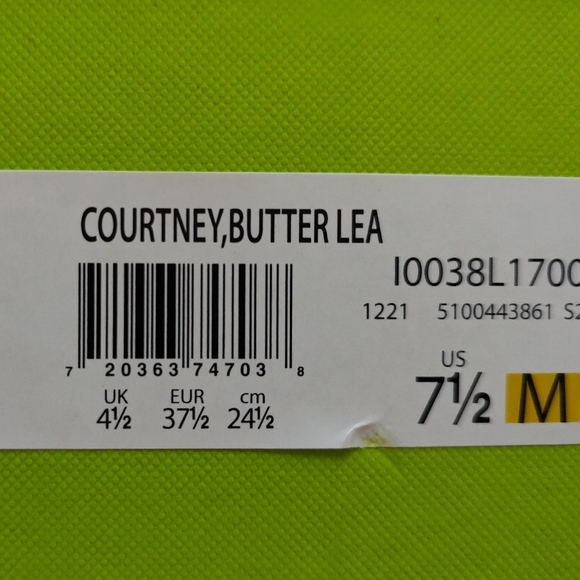 COURTNEY,BUTTER LEA
I0038L1700
7 20363 74703 8
1221 5100443861 S2
UK EUR cm
4½ 37½ 24½
US
7½ M